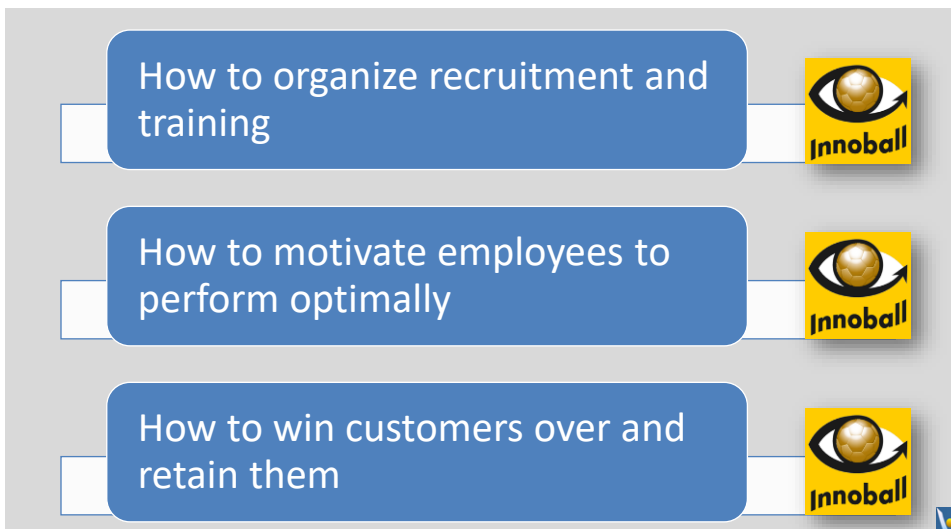 How to organize recruitment and
training
Innoball
How to motivate employees to
perform optimally
Innoball
How to win customers over and
retain them
Innoball